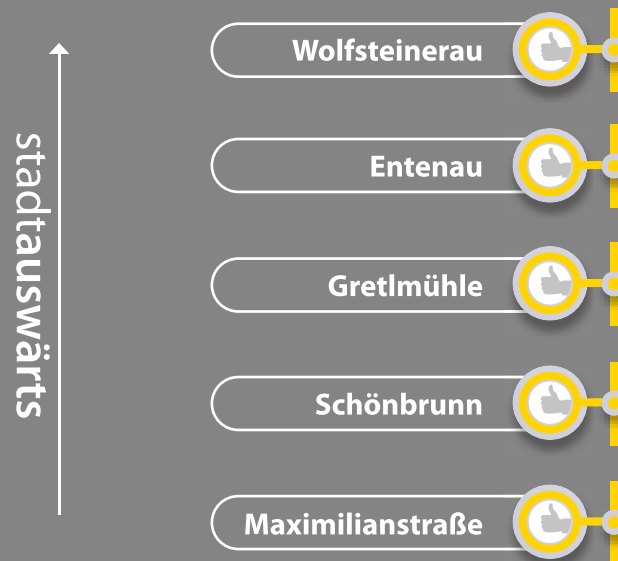 Wolfsteinerau
Entenau
Gretlmühle
Schönbrunn
Maximilianstraße
stadtauswärts